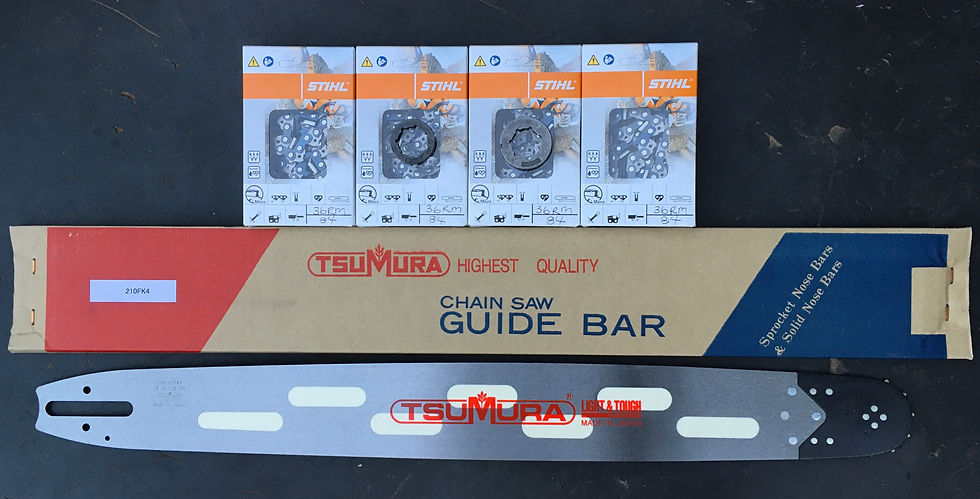 STIHL
STIHL
STIHL
STIHL
36RM
84
36RM
84
36RM
84
36RM
84
210FK4
TSUMURA HIGHEST QUALITY
CHAIN SAW
GUIDE BAR
Sprocket Nose Bars
& Solid Nose Bars
TSUMURA®
LIGHT & TOUGH
MADE IN JAPAN